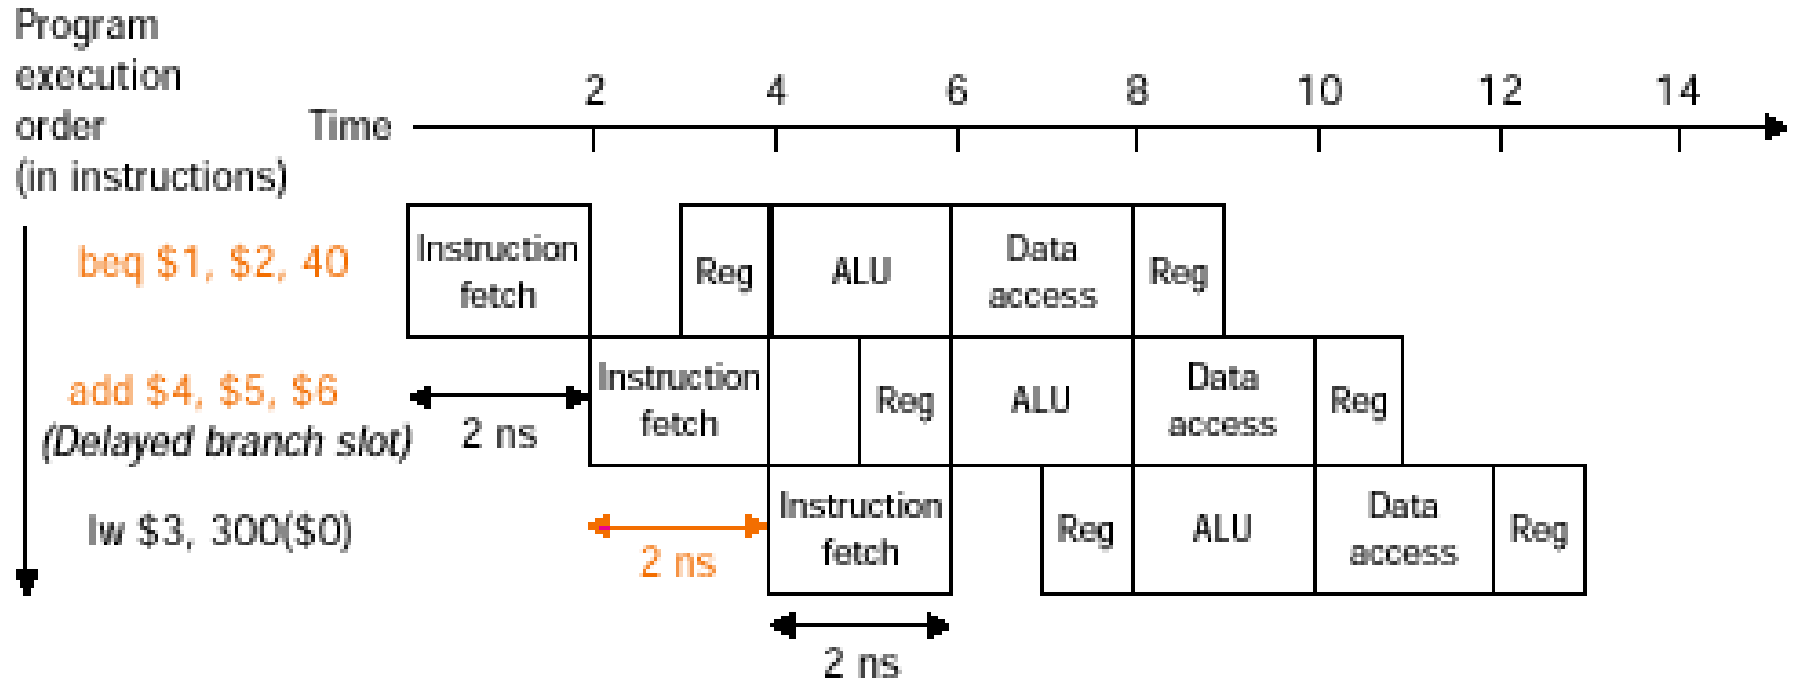 Program
execution
order
(in instructions)
Time
2 4 6 8 10 12 14
beq $1, $2, 40
Instruction
fetch
Reg
ALU
Data
access
Reg
add $4, $5, $6
(Delayed branch slot)
2 ns
Instruction
fetch
Reg
ALU
Data
access
Reg
lw $3, 300($0)
2 ns
Instruction
fetch
Reg
ALU
Data
access
Reg
2 ns